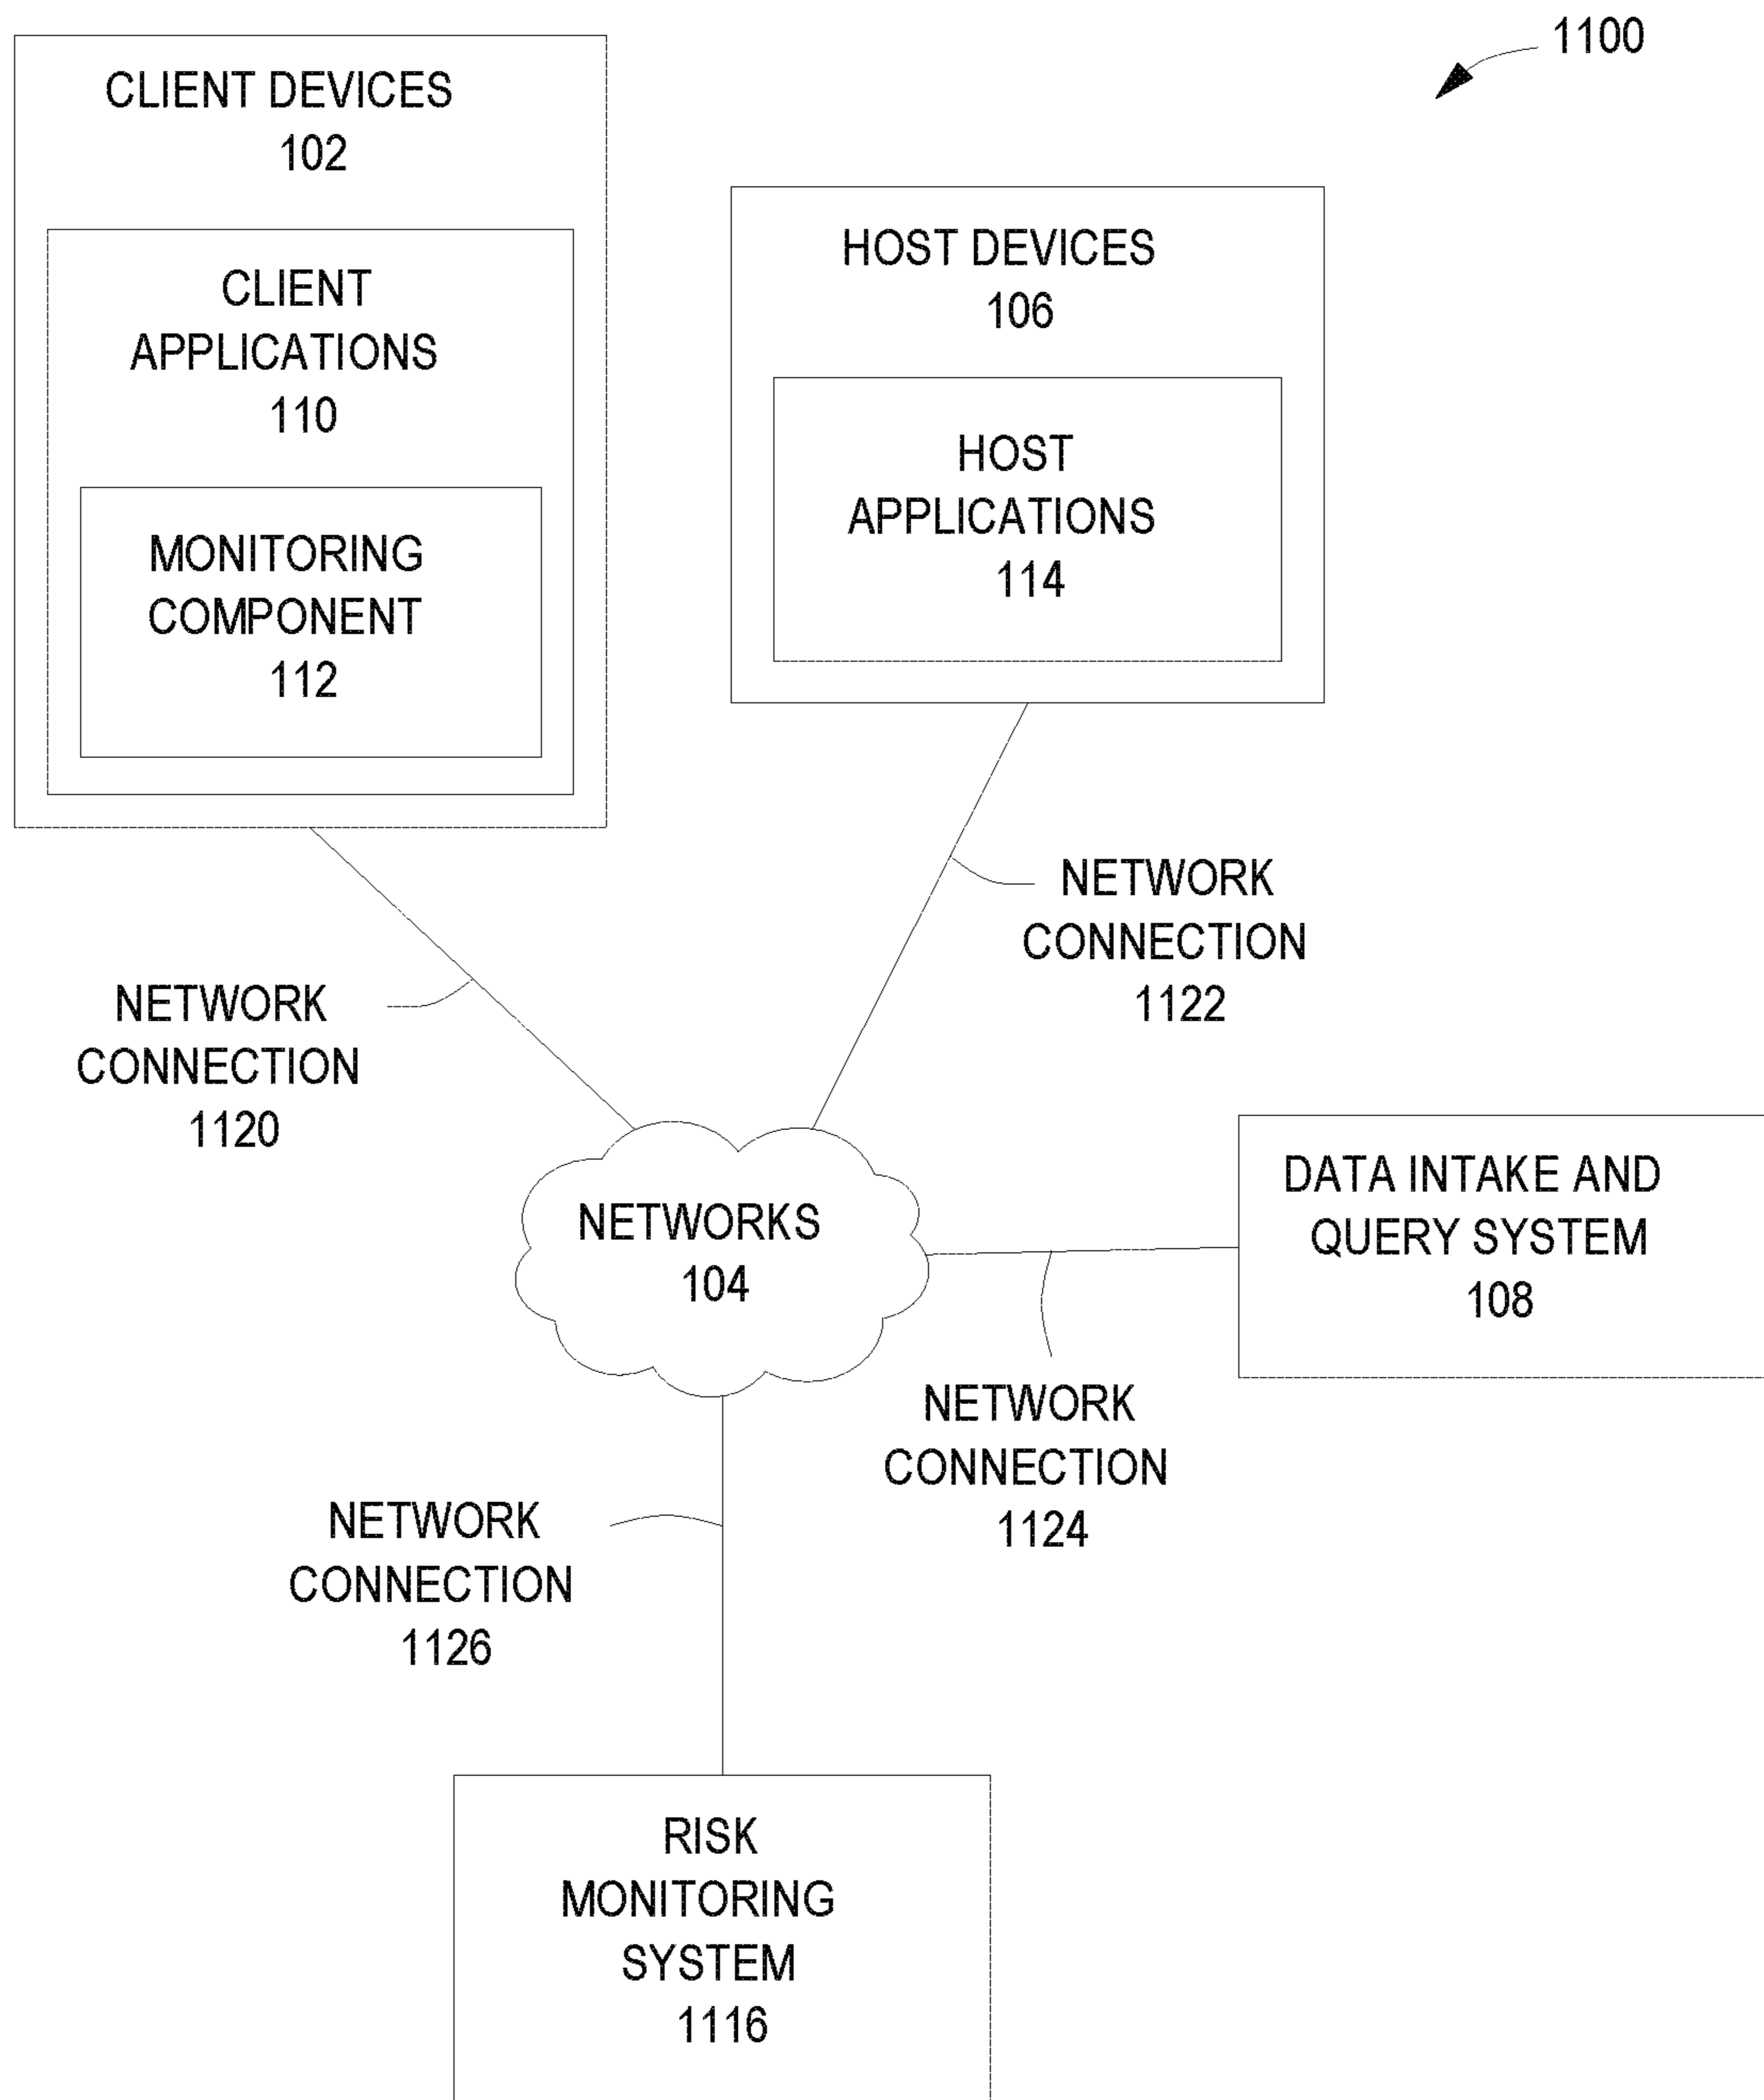 1100
CLIENT DEVICES
102
CLIENT
APPLICATIONS
110
MONITORING
COMPONENT
112
HOST DEVICES
106
HOST
APPLICATIONS
114
NETWORK
CONNECTION
1122
NETWORK
CONNECTION
1120
NETWORKS
104
DATA INTAKE AND
QUERY SYSTEM
108
NETWORK
CONNECTION
1124
NETWORK
CONNECTION
1126
RISK
MONITORING
SYSTEM
1116